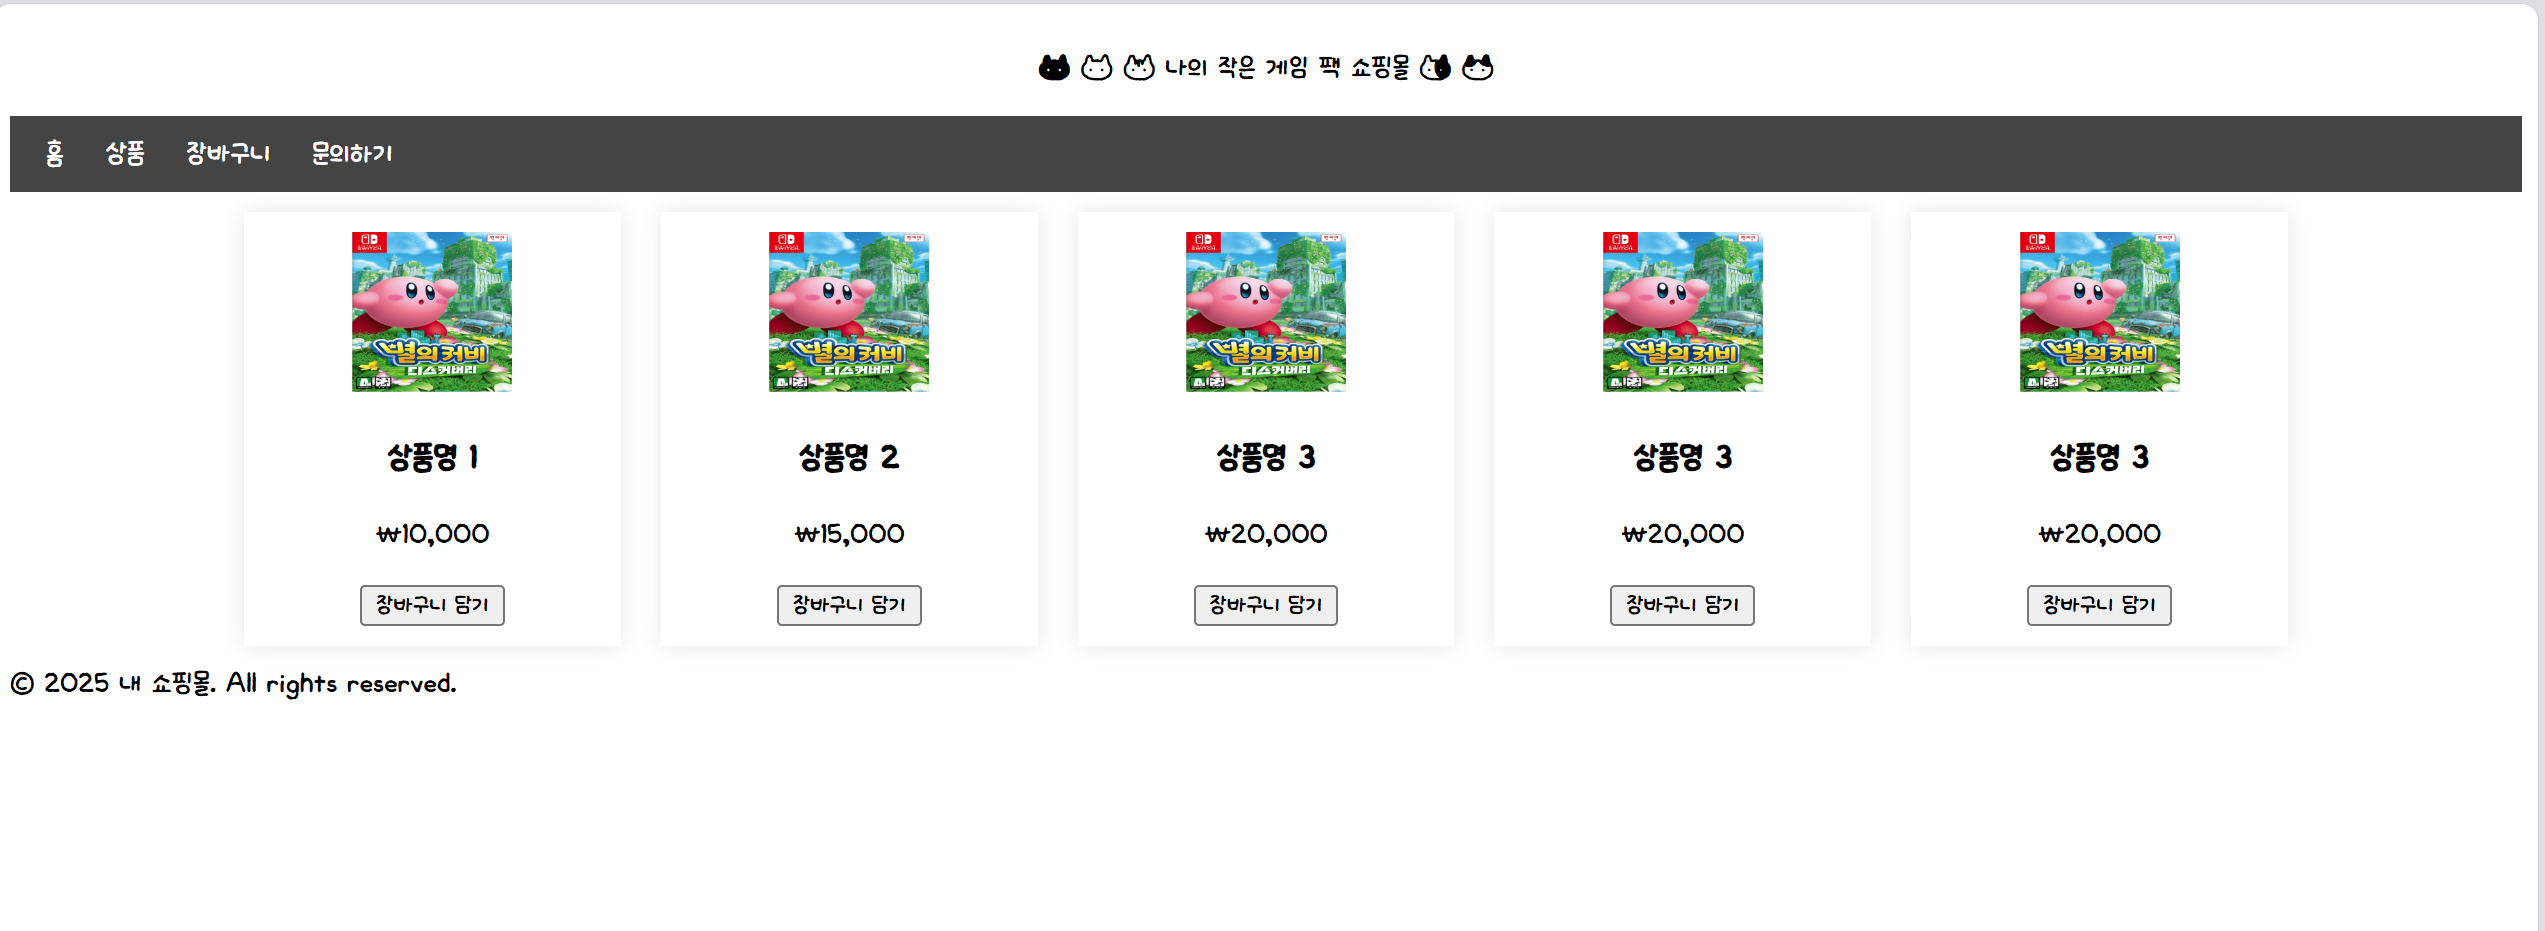 나의 작은 게임 팩 쇼핑몰
홈 상품 장바구니 문의하기
별의 커비
디스커버리
상품명 1
₩10,000
장바구니 담기
별의 커비
디스커버리
상품명 2
₩15,000
장바구니 담기
별의 커비
디스커버리
상품명 3
₩20,000
장바구니 담기
별의 커비
디스커버리
상품명 3
₩20,000
장바구니 담기
별의 커비
디스커버리
상품명 3
₩20,000
장바구니 담기
© 2025 내 쇼핑몰. All rights reserved.